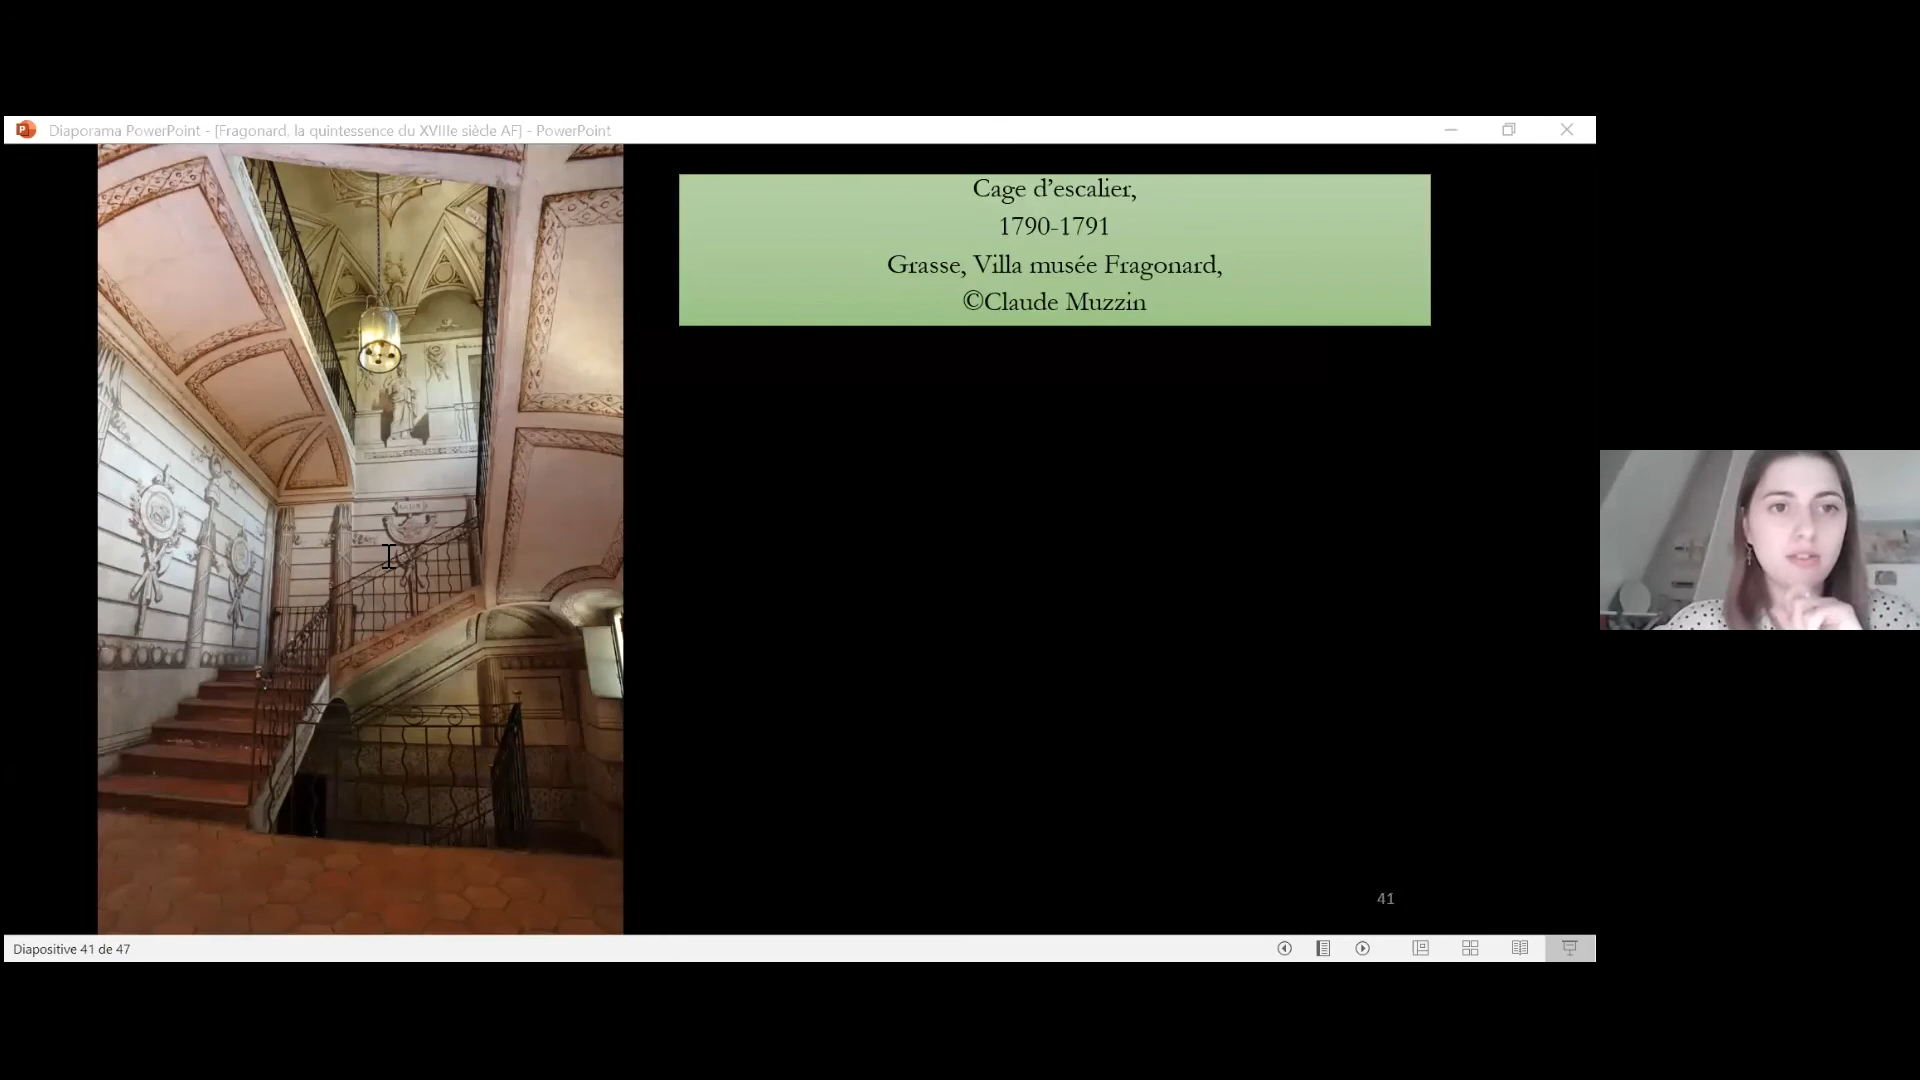 Diaporama PowerPoint - [Fragonard, la quintessence du XVIIIe siècle AF] - PowerPoint
Cage d’escalier,
1790-1791
Grasse, Villa musée Fragonard,
©Claude Muzzin
41
Diapositive 41 de 47